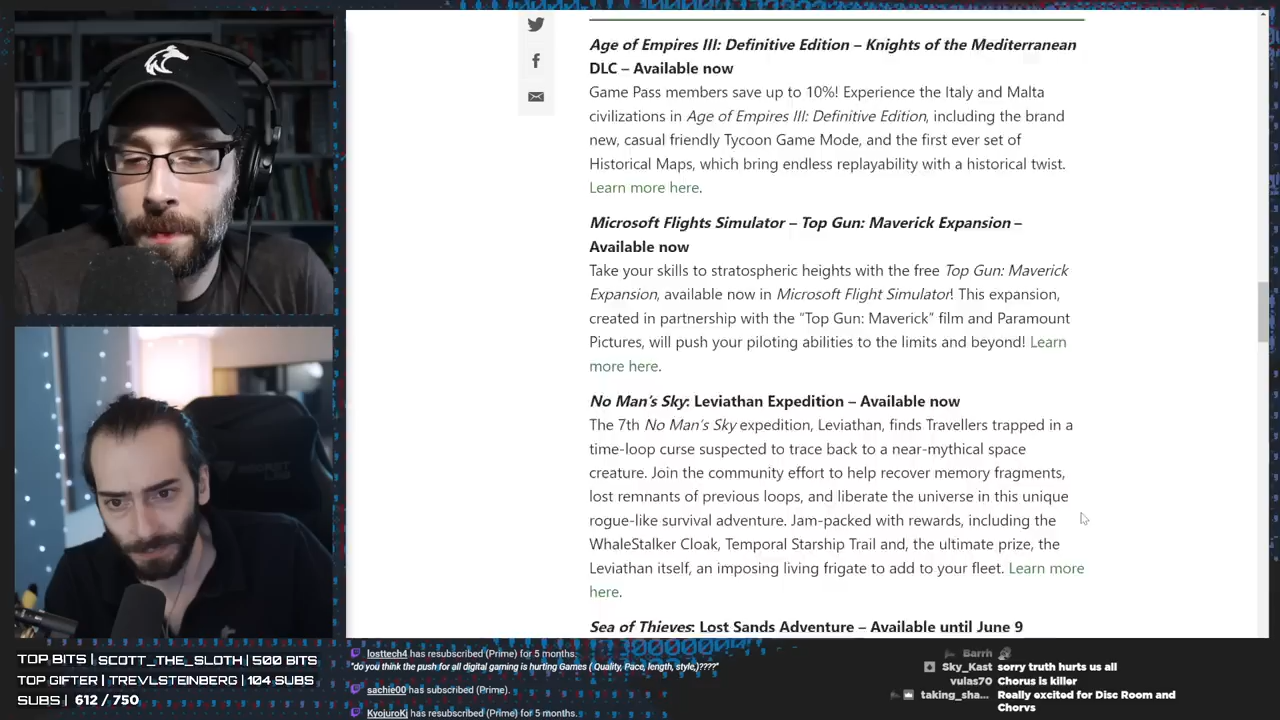 Age of Empires III: Definitive Edition – Knights of the Mediterranean
DLC – Available now
Game Pass members save up to 10%! Experience the Italy and Malta
civilizations in Age of Empires III: Definitive Edition, including the brand
new, casual friendly Tycoon Game Mode, and the first ever set of
Historical Maps, which bring endless replayability with a historical twist.
Learn more here.
Microsoft Flights Simulator – Top Gun: Maverick Expansion –
Available now
Take your skills to stratospheric heights with the free Top Gun: Maverick
Expansion, available now in Microsoft Flight Simulator! This expansion,
created in partnership with the “Top Gun: Maverick” film and Paramount
Pictures, will push your piloting abilities to the limits and beyond! Learn
more here.
No Man’s Sky: Leviathan Expedition – Available now
The 7th No Man’s Sky expedition, Leviathan, finds Travellers trapped in a
time-loop curse suspected to trace back to a near-mythical space
creature. Join the community effort to help recover memory fragments,
lost remnants of previous loops, and liberate the universe in this unique
rogue-like survival adventure. Jam-packed with rewards, including the
WhaleStalker Cloak, Temporal Starship Trail and, the ultimate prize, the
Leviathan itself, an imposing living frigate to add to your fleet. Learn more
here.
Sea of Thieves: Lost Sands Adventure – Available until June 9
TOP BITS | SCOTT_THE_SLOTH | 500 BITS
TOP GIFTER | TREVLSTEINBERG | 104 SUBS
SUBS | 612 / 750
losttech4 has resubscribed (Prime) for 5 months.
"do you think the push for all digital gaming is hurting Games ( Quality, Pace, length, style,)????"
sachie00 has subscribed (Prime).
KyojuroKj has resubscribed (Prime) for 5 months.
Barrh
Sky_Kast sorry truth hurts us all
vulas70 Chorus is killer
taking_sha... Really excited for Disc Room and
Chorvs